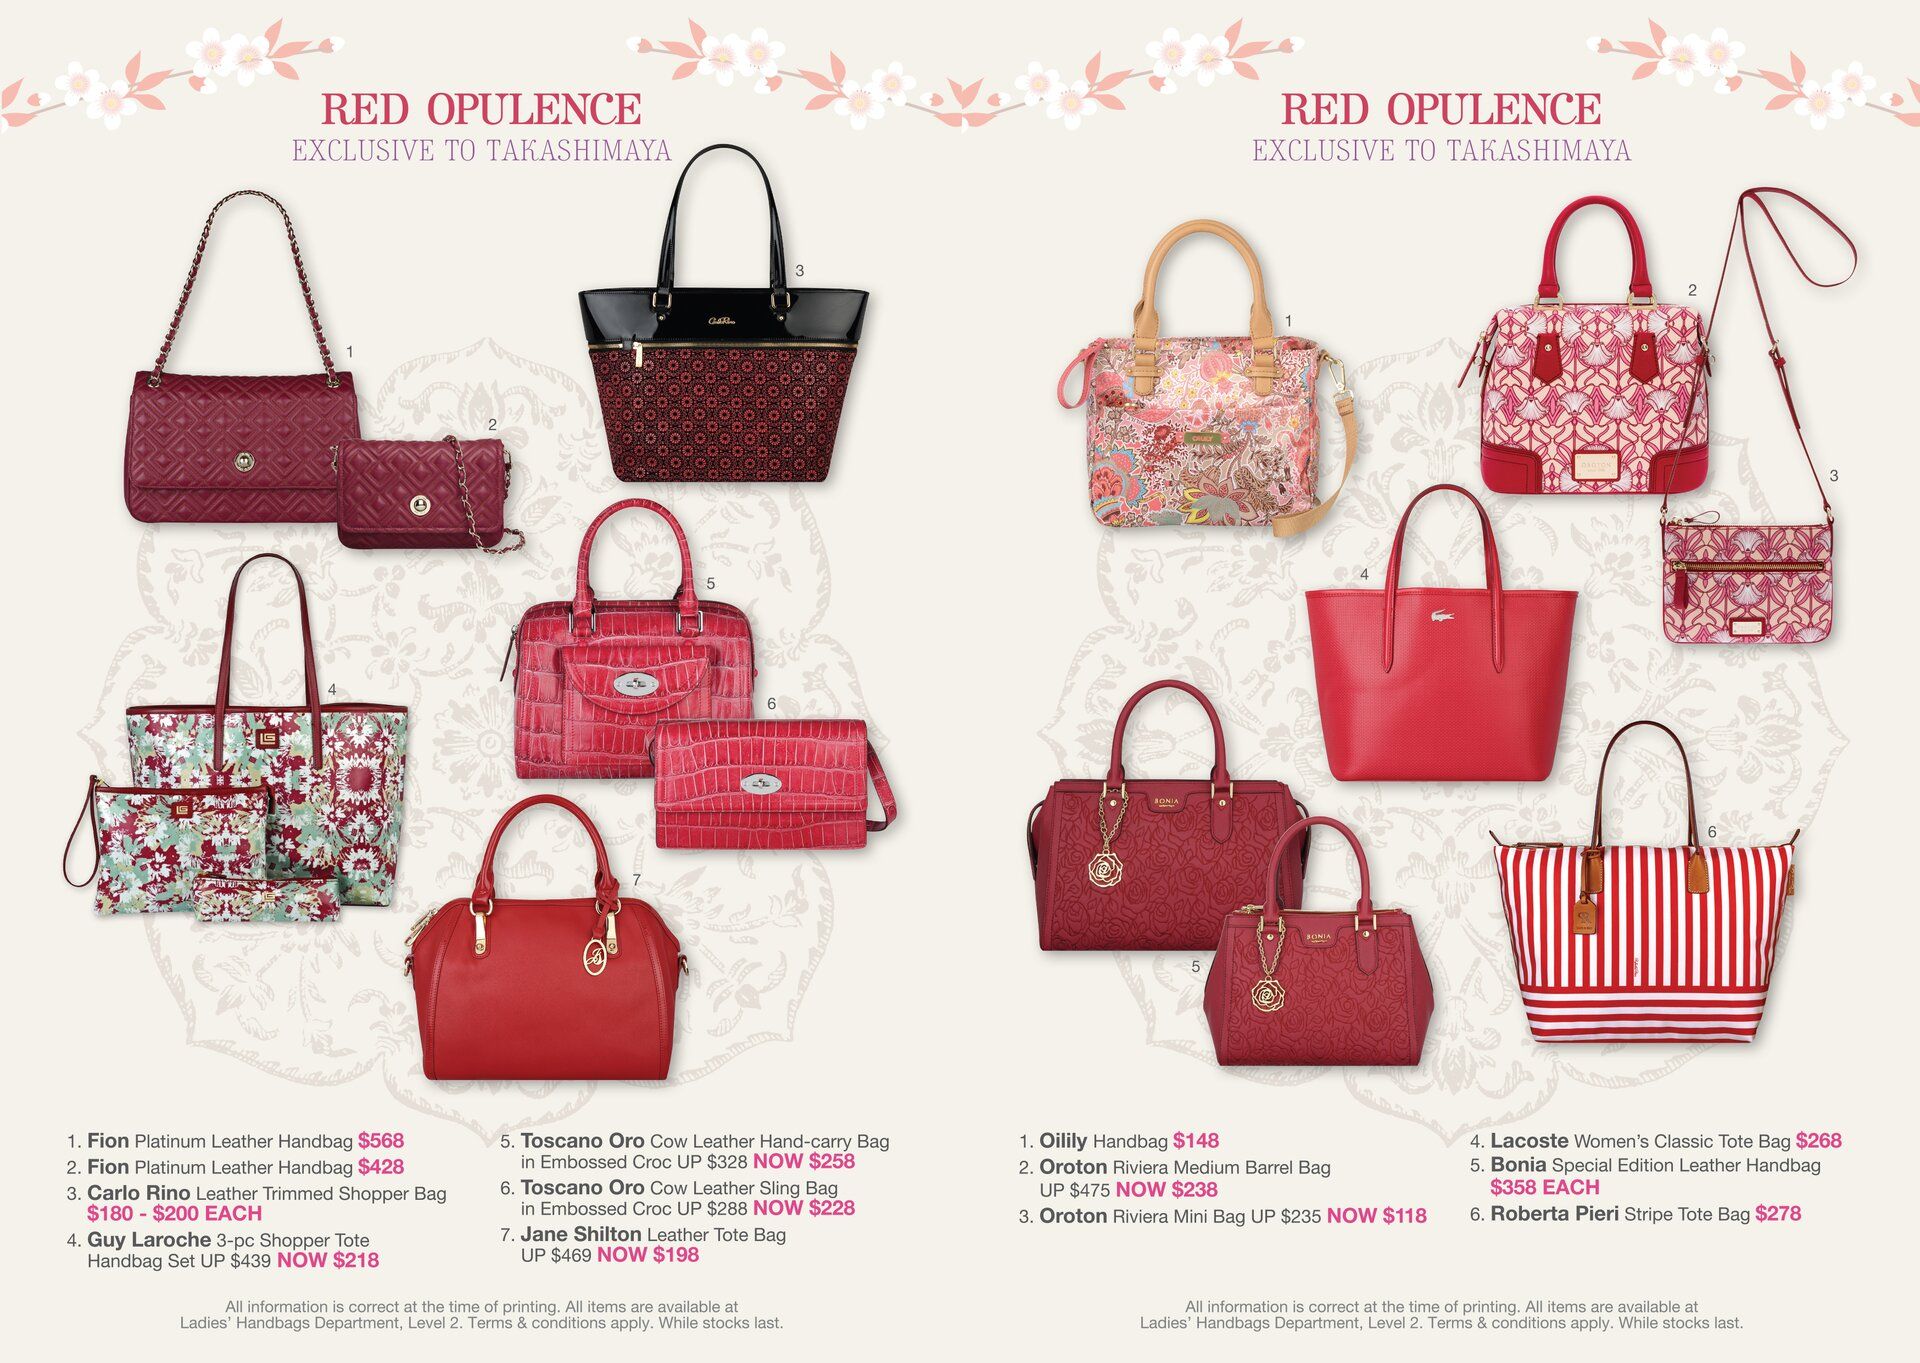 RED OPULENCE
EXCLUSIVE TO TAKASHIMAYA
1
2
3
Carlo Rino
4
5
6
7
1. Fion Platinum Leather Handbag $568
2. Fion Platinum Leather Handbag $428
3. Carlo Rino Leather Trimmed Shopper Bag
$180 - $200 EACH
4. Guy Laroche 3-pc Shopper Tote
Handbag Set UP $439 NOW $218
5. Toscano Oro Cow Leather Hand-carry Bag
in Embossed Croc UP $328 NOW $258
6. Toscano Oro Cow Leather Sling Bag
in Embossed Croc UP $288 NOW $228
7. Jane Shilton Leather Tote Bag
UP $469 NOW $198
All information is correct at the time of printing. All items are available at
Ladies' Handbags Department, Level 2. Terms & conditions apply. While stocks last.
RED OPULENCE
EXCLUSIVE TO TAKASHIMAYA
1
OILILY
2
OROTON
3
4
BONIA
5
BONIA
6
1. Oilily Handbag $148
2. Oroton Riviera Medium Barrel Bag
UP $475 NOW $238
3. Oroton Riviera Mini Bag UP $235 NOW $118
4. Lacoste Women's Classic Tote Bag $268
5. Bonia Special Edition Leather Handbag
$358 EACH
6. Roberta Pieri Stripe Tote Bag $278
All information is correct at the time of printing. All items are available at
Ladies' Handbags Department, Level 2. Terms & conditions apply. While stocks last.